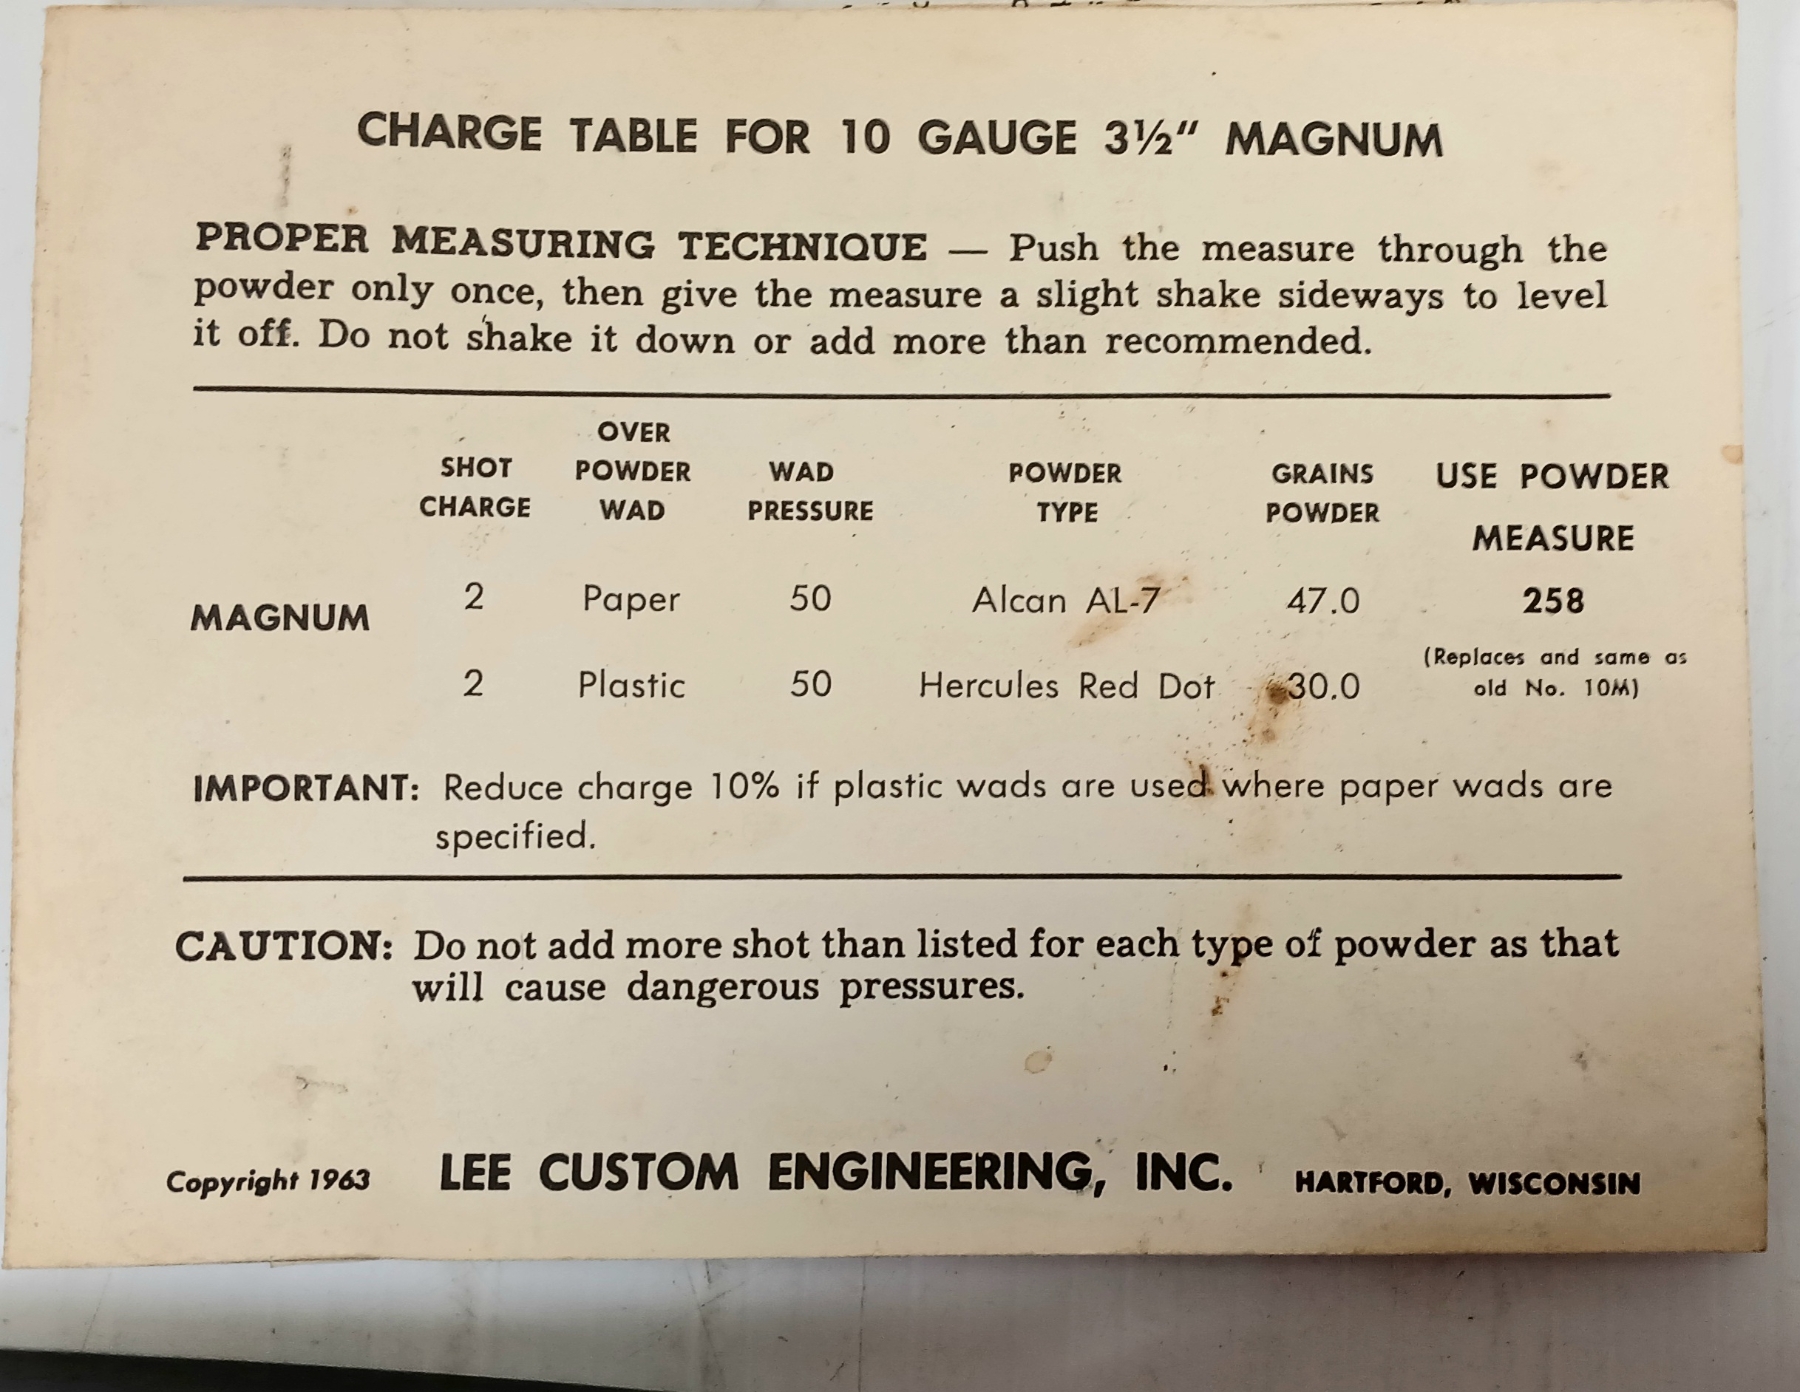 CHARGE TABLE FOR 10 GAUGE 3½" MAGNUM
PROPER MEASURING TECHNIQUE — Push the measure through the
powder only once, then give the measure a slight shake sideways to level
it off. Do not shake it down or add more than recommended.
SHOT CHARGE OVER POWDER WAD WAD PRESSURE POWDER TYPE GRAINS POWDER USE POWDER MEASURE
MAGNUM
2 Paper 50 Alcan AL-7 47.0 258
(Replaces and same as
old No. 10M)
2 Plastic 50 Hercules Red Dot 30.0
IMPORTANT: Reduce charge 10% if plastic wads are used where paper wads are
specified.
CAUTION: Do not add more shot than listed for each type of powder as that
will cause dangerous pressures.
Copyright 1963 LEE CUSTOM ENGINEERING, INC. HARTFORD, WISCONSIN